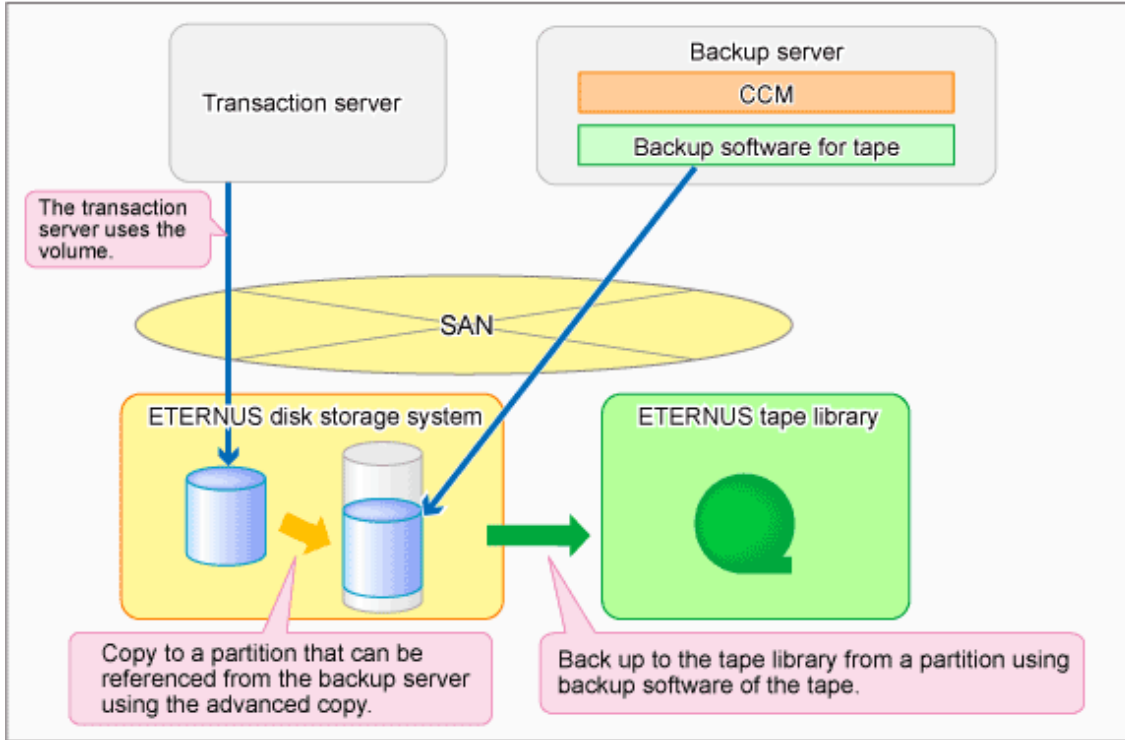 Transaction server
Backup server
CCM
Backup software for tape
The transaction
server uses the
volume.
SAN
ETERNUS disk storage system
ETERNUS tape library
Copy to a partition that can be
referenced from the backup server
using the advanced copy.
Back up to the tape library from a partition using
backup software of the tape.